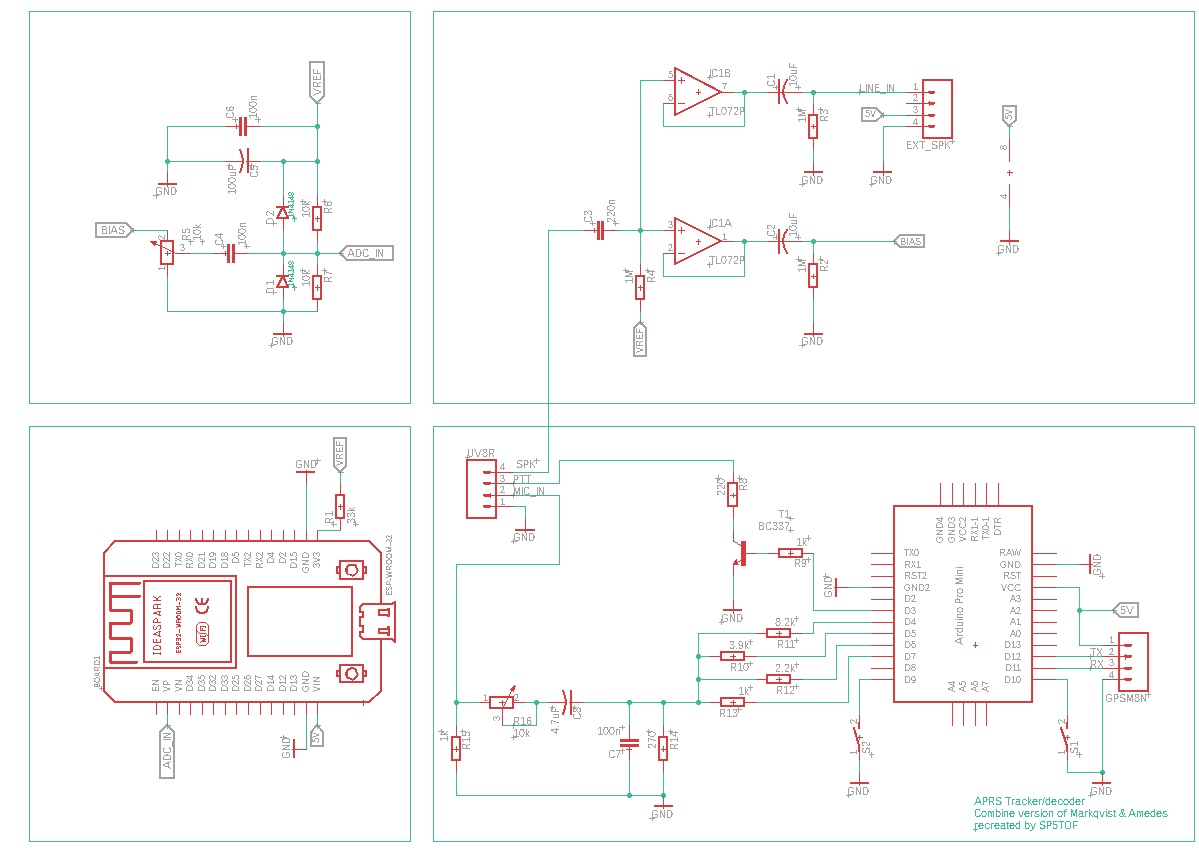 VREF
C6
100n
100uF
C5
GND
BIAS
R5
10k
2
3
1
C4
100n
D2
1N4148
10k
R6
ADC_IN
D1
1N4148
10k
R7
GND
IC1B
5
6
7
TL072P
C1
10uF
LINE_IN
1M
R3
GND
1
2
3
4
5V
EXT_SPK
GND
5V
8
4
GND
C3
220n
IC1A
3
2
1
TL072P
C2
10uF
BIAS
1M
R4
VREF
1M
R2
GND
GND
VREF
R1
33k
D23
D22
TX0
RX0
D21
D19
D18
D5
TX2
RX2
D4
D2
D15
GND
3V3
ESP-WROOM-32
IDEASPARK
ESP32-WROOM-32
CE
WiFi
BOARD1
EN
VP
VN
D34
D35
D32
D33
D25
D26
D27
D14
D12
D13
GND
VIN
ADC_IN
GND
5V
UV8R
4
3
2
1
SPK
PTT
MIC_IN
GND
220
R8
T1
BC337
1k
R9
GND
8.2k
R11
3.9k
R10
2.2k
R12
1k
R13
1
2
3
R16
10k
4.7uF
C8
1k
R15
100n
C7
270
R14
GND
GND4
GND3
VCC2
RX1-1
TX0-1
DTR
TX0
RX1
RST2
GND2
D2
D3
D4
D5
D6
D7
D8
D9
GND
Arduino Pro Mini
RAW
GND
RST
VCC
A3
A2
A1
A0
D13
D12
D11
D10
A4
A5
A6
A7
GND
5V
TX
RX
1
2
3
4
GPSM8N
2
1
S2
GND
2
1
S1
GND
APRS Tracker/decoder
Combine version of Markqvist & Amedes
recreated by SP5TOF